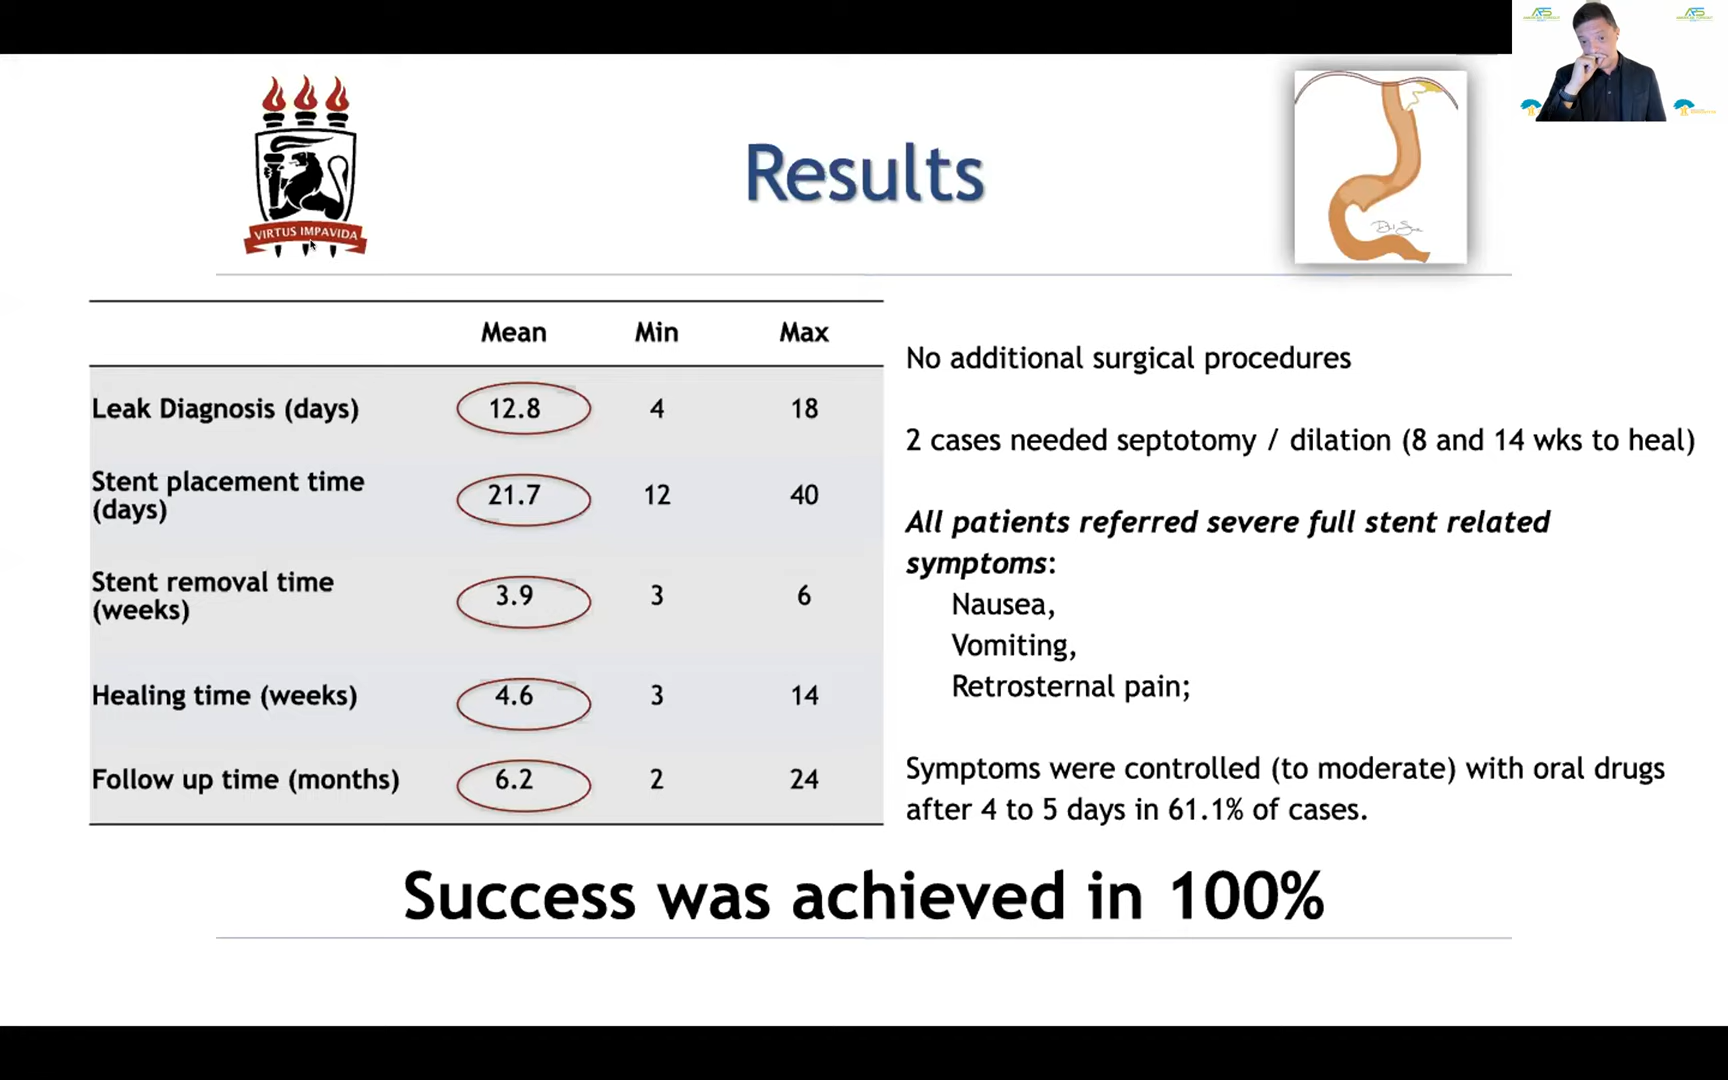 Results
VIRTUS IMPAVIDA
Mean Min Max
Leak Diagnosis (days) 12.8 4 18
Stent placement time
(days) 21.7 12 40
Stent removal time
(weeks) 3.9 3 6
Healing time (weeks) 4.6 3 14
Follow up time (months) 6.2 2 24
No additional surgical procedures
2 cases needed septotomy / dilation (8 and 14 wks to heal)
All patients referred severe full stent related
symptoms:
Nausea,
Vomiting,
Retrosternal pain;
Symptoms were controlled (to moderate) with oral drugs
after 4 to 5 days in 61.1% of cases.
Success was achieved in 100%